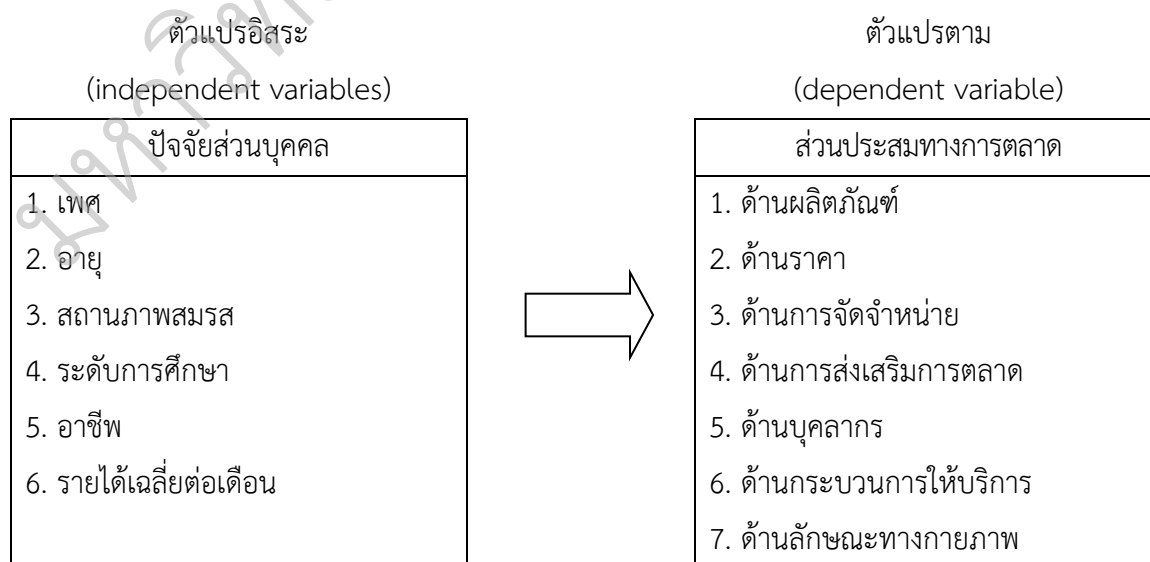 ตัวแปรอิสระ
(independent variables)
ปัจจัยส่วนบุคคล
1. เพศ
2. อายุ
3. สถานภาพสมรส
4. ระดับการศึกษา
5. อาชีพ
6. รายได้เฉลี่ยต่อเดือน
ตัวแปรตาม
(dependent variable)
ส่วนประสมทางการตลาด
1. ด้านผลิตภัณฑ์
2. ด้านราคา
3. ด้านการจัดจำหน่าย
4. ด้านการส่งเสริมการตลาด
5. ด้านบุคลากร
6. ด้านกระบวนการให้บริการ
7. ด้านลักษณะทางกายภาพ